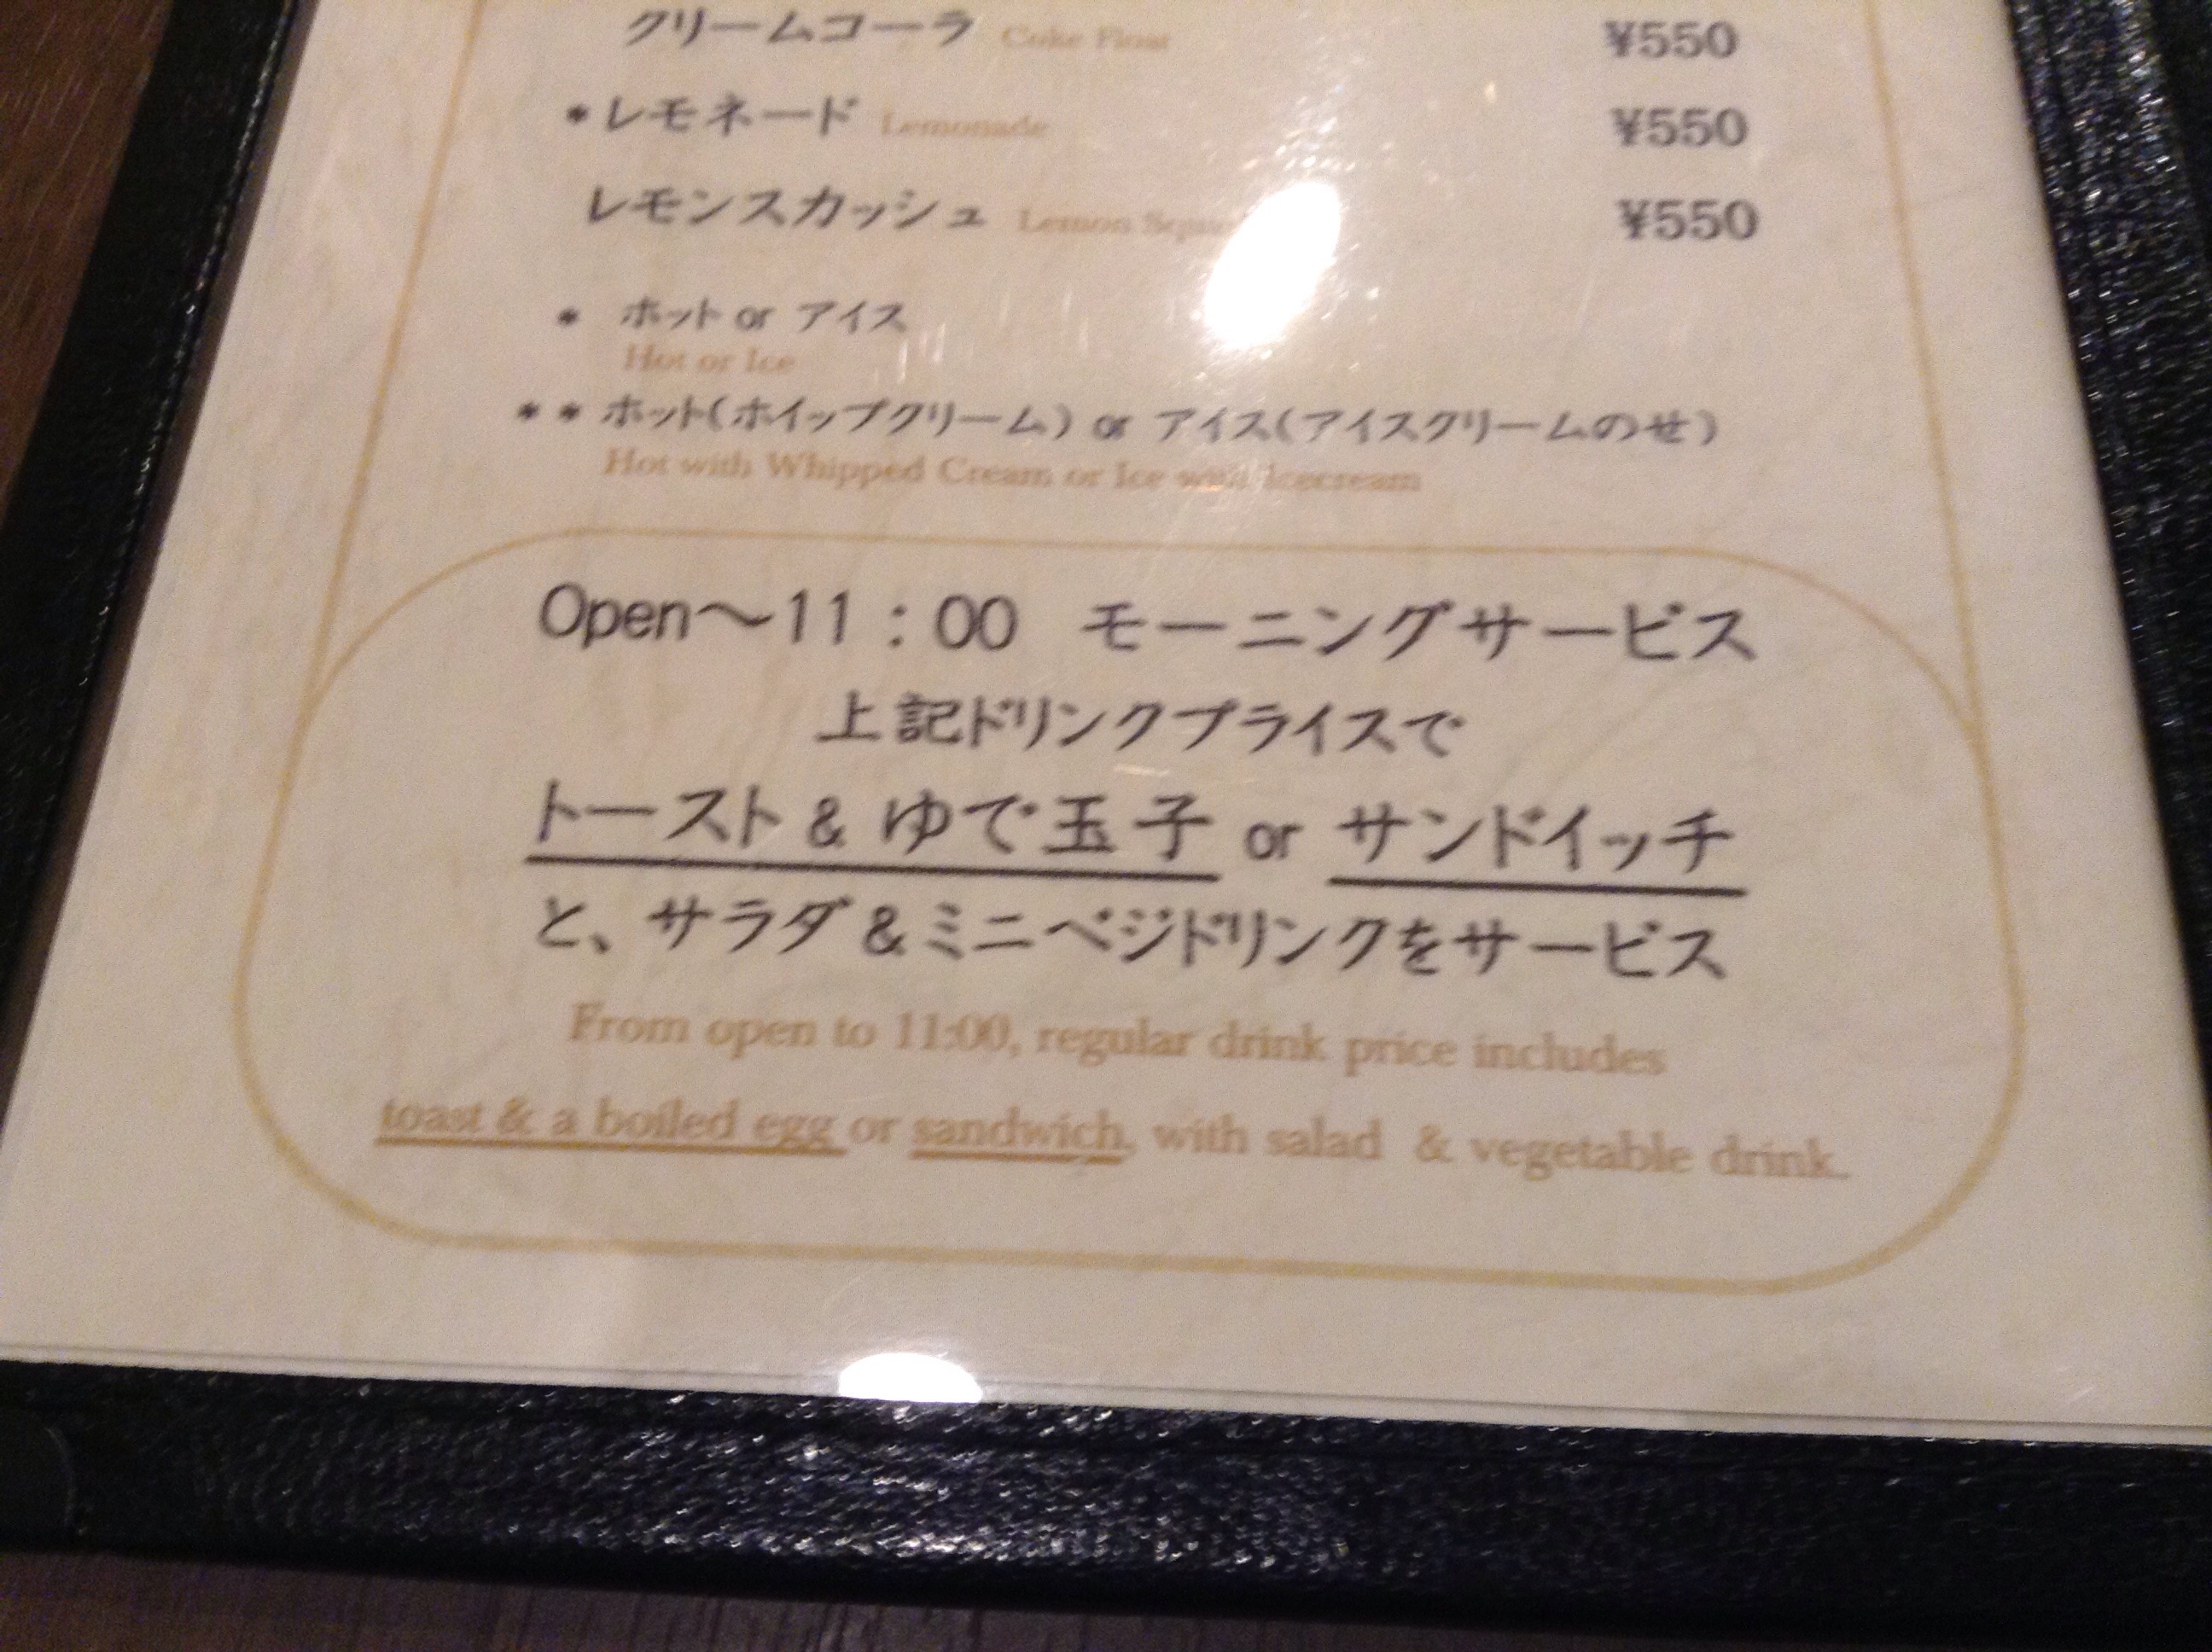 クリームコーラ Coke Float ¥550
*レモネード Lemonade ¥550
レモンスカッシュ Lemon ¥550
* ホット or アイス
Hot or Ice
** ホット(ホイップクリーム) or アイス(アイスクリームのせ)
Hot with Whipped Cream or Ice with Icecream
Open～11：00 モーニングサービス
上記ドリンクプライスで
トースト & ゆで玉子 or サンドイッチ
と、サラダ & ミニベジドリンクをサービス
From open to 11:00, regular drink price includes
toast & a boiled egg or sandwich, with salad & vegetable drink.